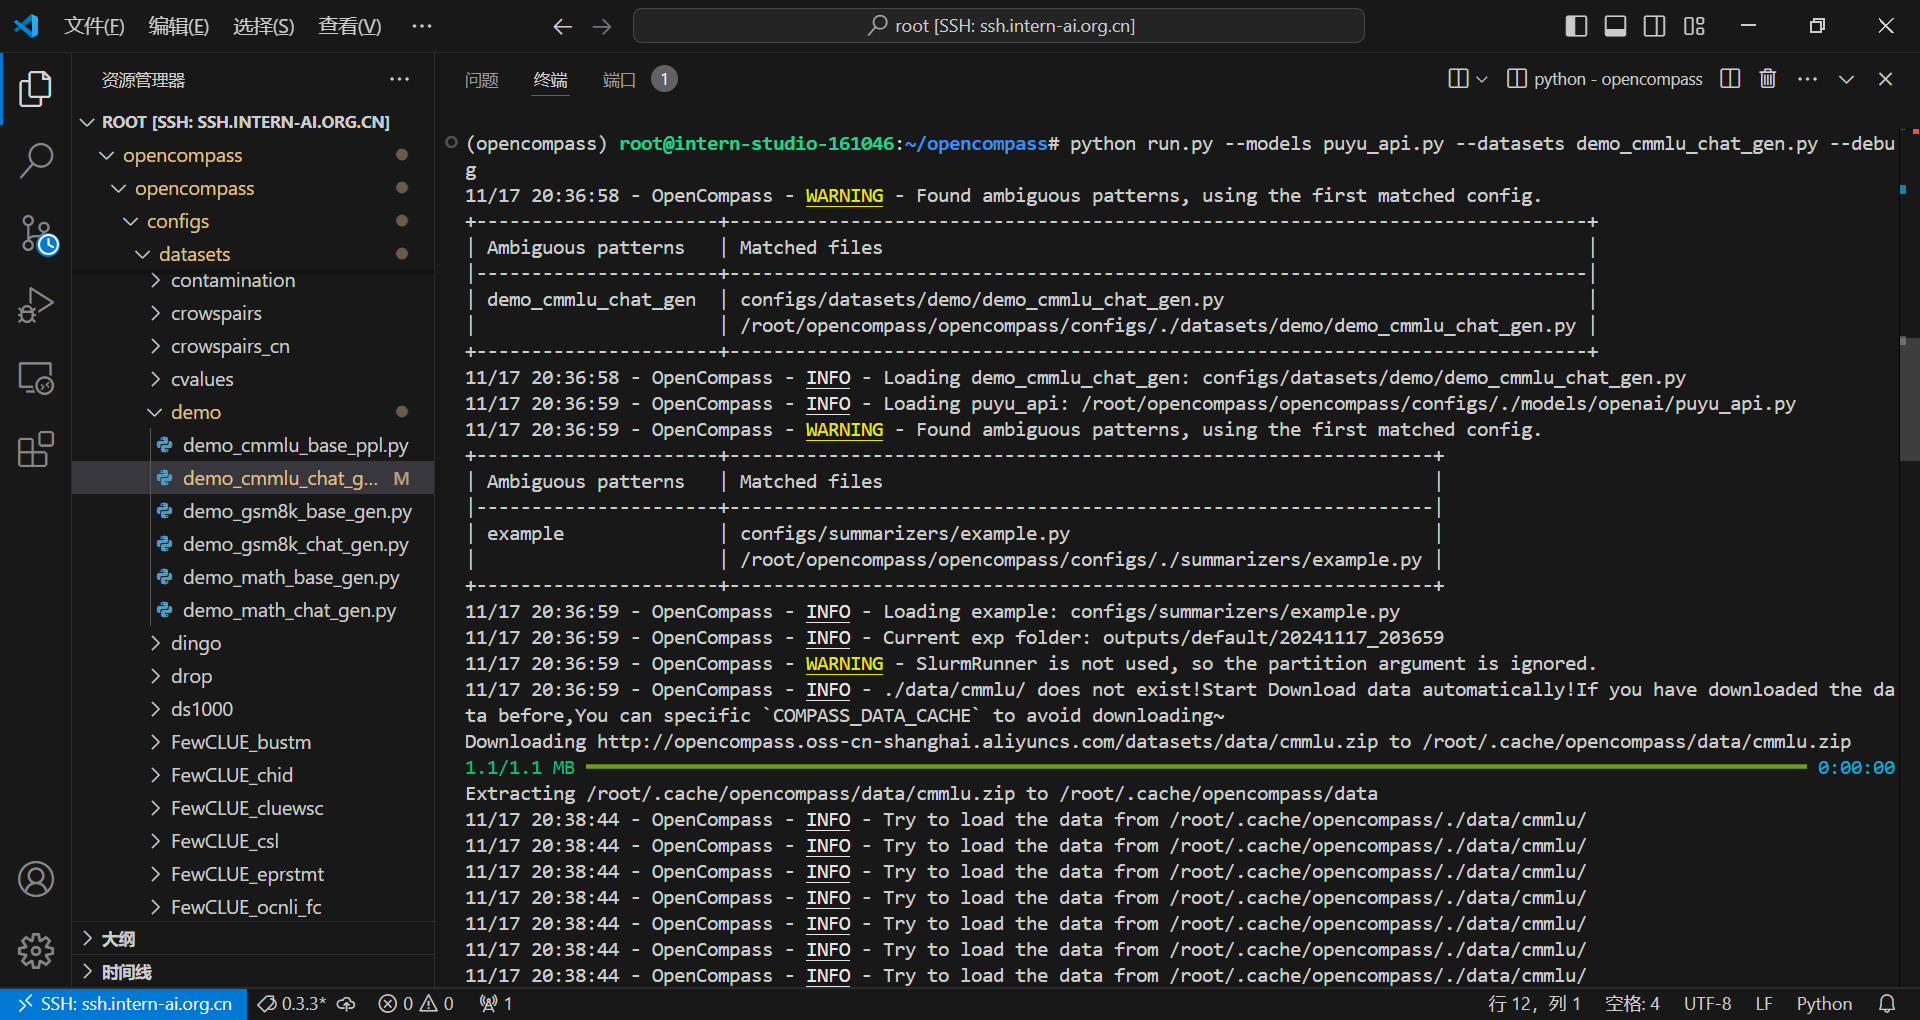 文件(F) 编辑(E) 选择(S) 查看(V) ··· root [SSH: ssh.intern-ai.org.cn]
资源管理器 ···
问题 终端 端口 1 python - opencompass ···
ROOT [SSH: SSH.INTERN-AI.ORG.CN]
opencompass
opencompass
configs
datasets
contamination
crowspairs
crowspairs_cn
cvalues
demo
demo_cmmlu_base_ppl.py
demo_cmmlu_chat_g... M
demo_gsm8k_base_gen.py
demo_gsm8k_chat_gen.py
demo_math_base_gen.py
demo_math_chat_gen.py
dingo
drop
ds1000
FewCLUE_bustm
FewCLUE_chid
FewCLUE_cluewsc
FewCLUE_csl
FewCLUE_eprstmt
FewCLUE_ocnli_fc
大纲
时间线
(opencompass) root@intern-studio-161046:~/opencompass# python run.py --models puyu_api.py --datasets demo_cmmlu_chat_gen.py --debu
g
11/17 20:36:58 - OpenCompass - WARNING - Found ambiguous patterns, using the first matched config.
+----------------------+------------------------------------------------------------------------------+
| Ambiguous patterns | Matched files |
|----------------------+------------------------------------------------------------------------------|
| demo_cmmlu_chat_gen | configs/datasets/demo/demo_cmmlu_chat_gen.py |
| | /root/opencompass/opencompass/configs/./datasets/demo/demo_cmmlu_chat_gen.py |
+----------------------+------------------------------------------------------------------------------+
11/17 20:36:58 - OpenCompass - INFO - Loading demo_cmmlu_chat_gen: configs/datasets/demo/demo_cmmlu_chat_gen.py
11/17 20:36:59 - OpenCompass - INFO - Loading puyu_api: /root/opencompass/opencompass/configs/./models/openai/puyu_api.py
11/17 20:36:59 - OpenCompass - WARNING - Found ambiguous patterns, using the first matched config.
+----------------------+----------------------------------------------------------------+
| Ambiguous patterns | Matched files |
|----------------------+----------------------------------------------------------------|
| example | configs/summarizers/example.py |
| | /root/opencompass/opencompass/configs/./summarizers/example.py |
+----------------------+----------------------------------------------------------------+
11/17 20:36:59 - OpenCompass - INFO - Loading example: configs/summarizers/example.py
11/17 20:36:59 - OpenCompass - INFO - Current exp folder: outputs/default/20241117_203659
11/17 20:36:59 - OpenCompass - WARNING - SlurmRunner is not used, so the partition argument is ignored.
11/17 20:36:59 - OpenCompass - INFO - ./data/cmmlu/ does not exist!Start Download data automatically!If you have downloaded the da
ta before,You can specific `COMPASS_DATA_CACHE` to avoid downloading~
Downloading http://opencompass.oss-cn-shanghai.aliyuncs.com/datasets/data/cmmlu.zip to /root/.cache/opencompass/data/cmmlu.zip
1.1/1.1 MB 0:00:00
Extracting /root/.cache/opencompass/data/cmmlu.zip to /root/.cache/opencompass/data
11/17 20:38:44 - OpenCompass - INFO - Try to load the data from /root/.cache/opencompass/./data/cmmlu/
11/17 20:38:44 - OpenCompass - INFO - Try to load the data from /root/.cache/opencompass/./data/cmmlu/
11/17 20:38:44 - OpenCompass - INFO - Try to load the data from /root/.cache/opencompass/./data/cmmlu/
11/17 20:38:44 - OpenCompass - INFO - Try to load the data from /root/.cache/opencompass/./data/cmmlu/
11/17 20:38:44 - OpenCompass - INFO - Try to load the data from /root/.cache/opencompass/./data/cmmlu/
11/17 20:38:44 - OpenCompass - INFO - Try to load the data from /root/.cache/opencompass/./data/cmmlu/
11/17 20:38:44 - OpenCompass - INFO - Try to load the data from /root/.cache/opencompass/./data/cmmlu/
SSH: ssh.intern-ai.org.cn 0.3.3* 0 0 1 行 12，列 1 空格: 4 UTF-8 LF Python